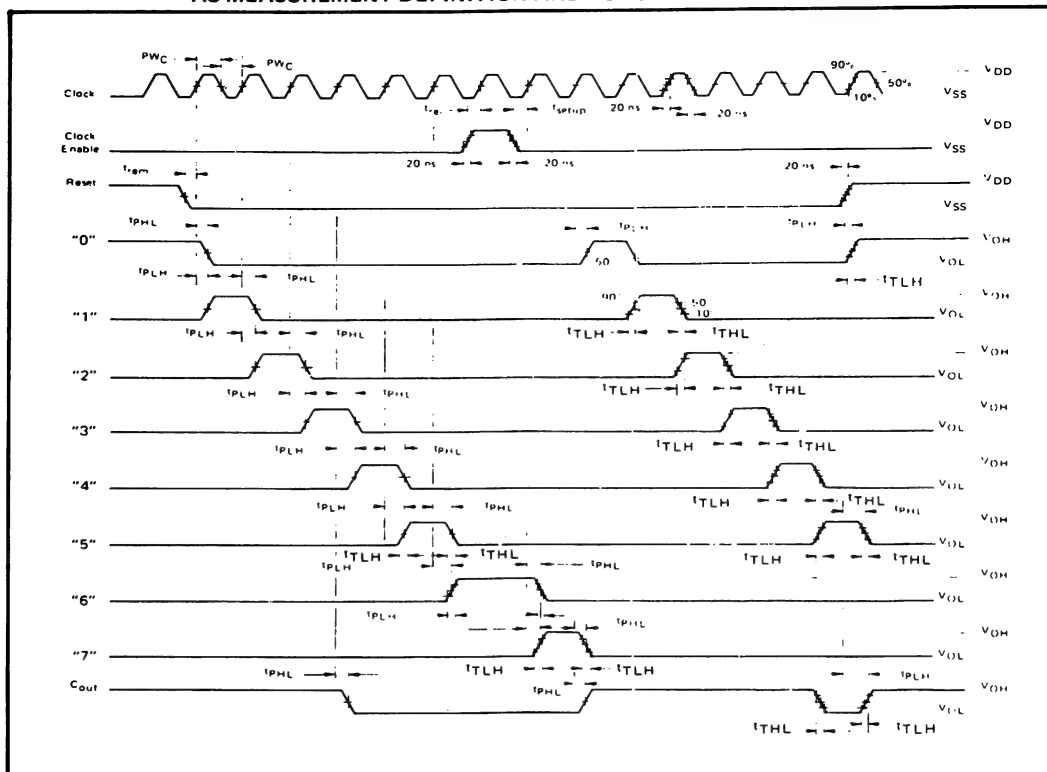 PWC
PWC
90%
VDD
50%
Clock
10%
VSS
tsetup
20 ns
20 ns
VDD
Clock
Enable
VSS
20 ns
20 ns
20 ns
trem
VDD
Reset
VSS
tPHL
tPLH
tPLH
VOH
"0"
50
VOL
tPLH
tPHL
tTLH
90
50
VOH
"1"
10
VOL
tPLH
tPHL
tTLH
tTHL
VOH
"2"
VOL
tPLH
tPHL
tTLH
tTHL
VOH
"3"
VOL
tPLH
tPHL
tTLH
tTHL
VOH
"4"
VOL
tPLH
tPHL
tTLH
tTHL
tPHL
VOH
"5"
VOL
tTLH
tTHL
tTLH
tTHL
tPLH
tPHL
VOH
"6"
VOL
tPLH
tPHL
VOH
"7"
VOL
tTLH
tTLH
tPHL
tPHL
tPLH
Cout
VOH
VOL
tTHL
tTLH